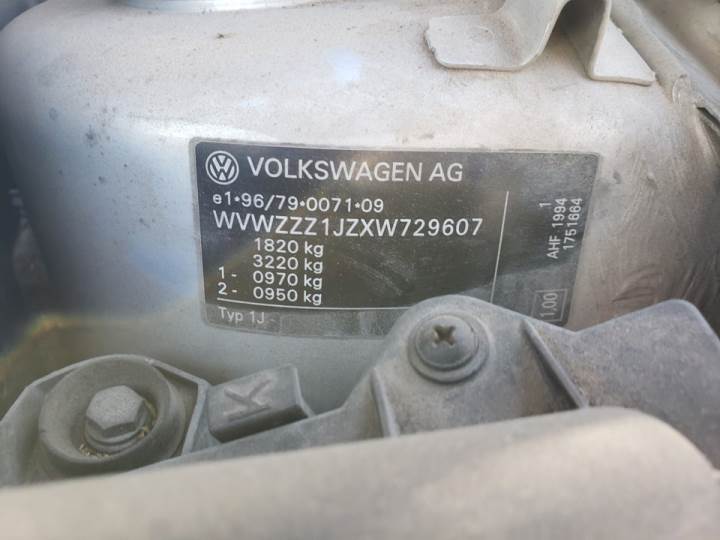 VOLKSWAGEN AG
e1*96/79*0071*09
WVWZZZ1JZXW729607
1820 kg
3220 kg
1- 0970 kg
2- 0950 kg
Typ 1J
1
AHF 1994
1751664
1,00
K